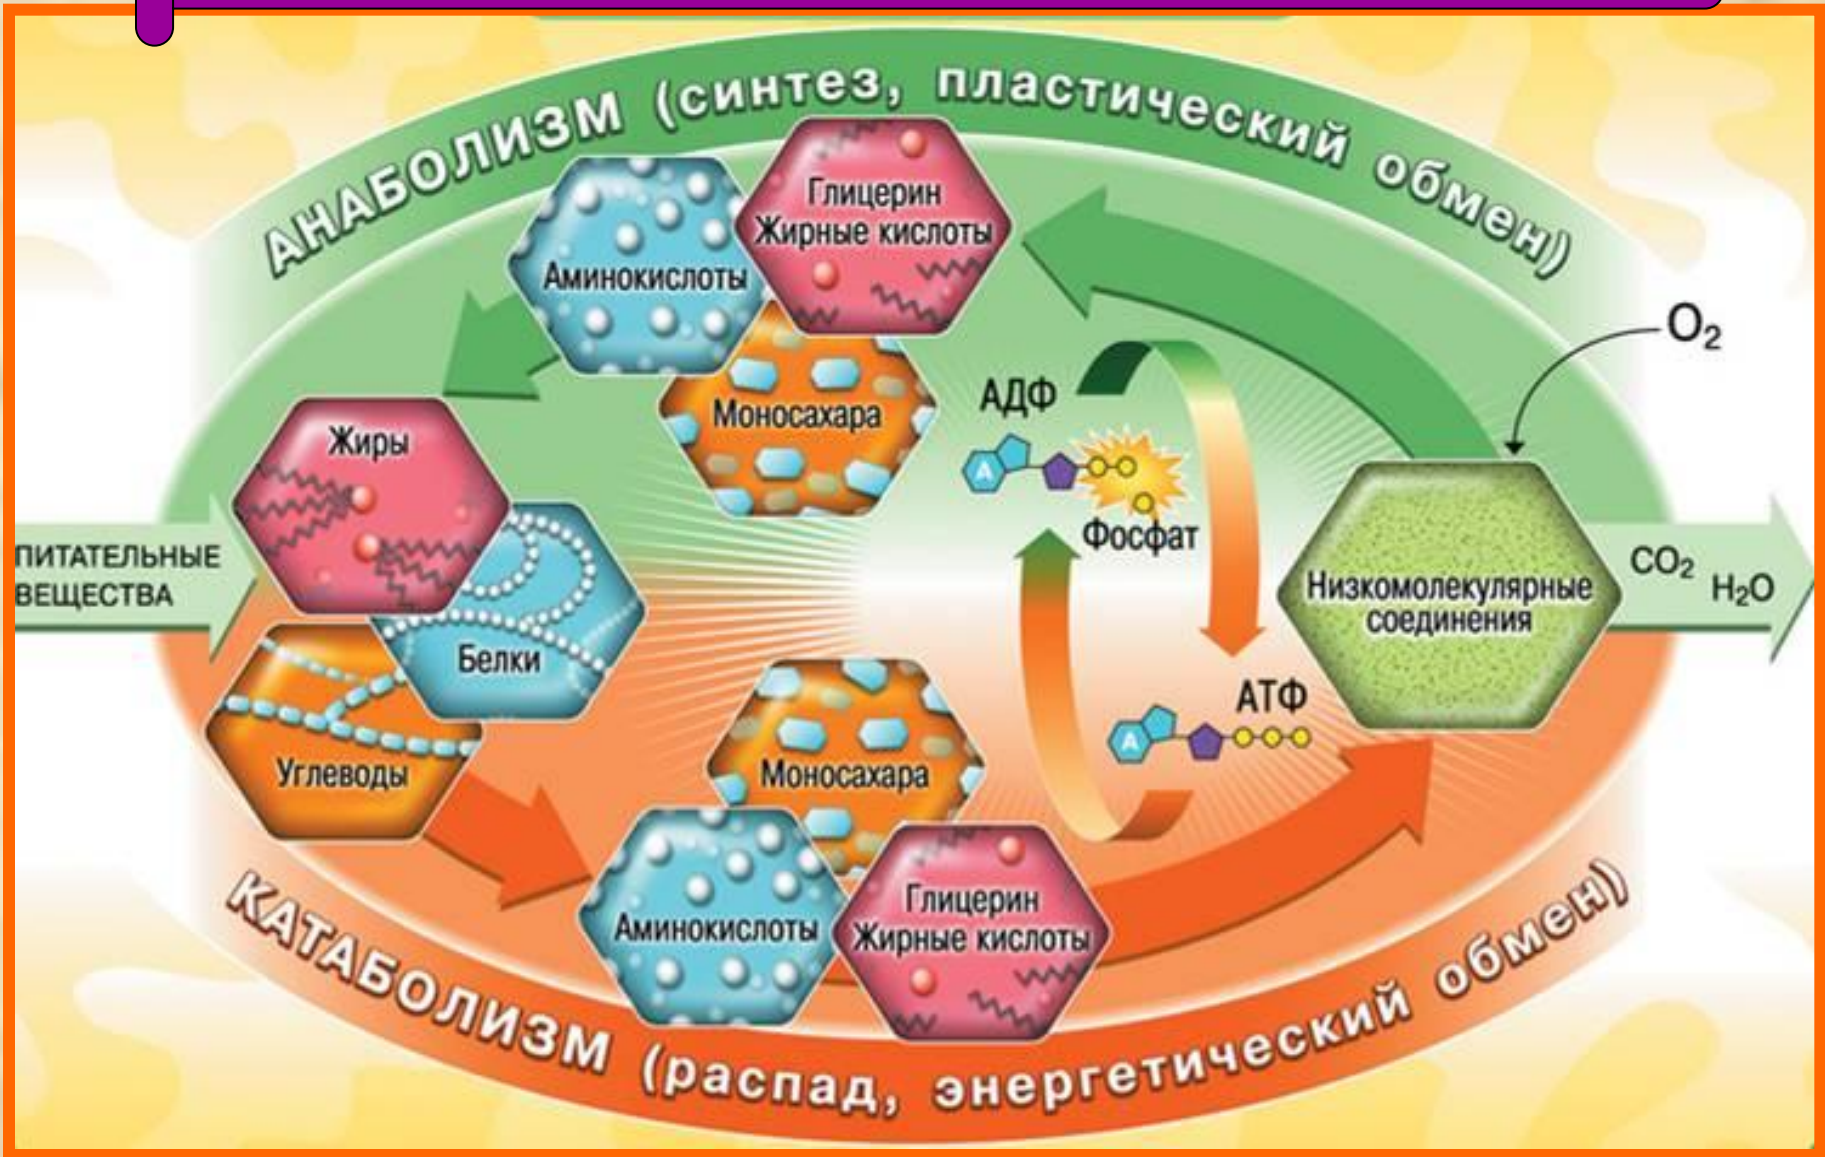 АНАБОЛИЗМ (синтез, пластический обмен)
Глицерин
Жирные кислоты
Аминокислоты
Моносахара
O₂
АДФ
А
Фосфат
Жиры
ПИТАТЕЛЬНЫЕ
ВЕЩЕСТВА
Белки
Углеводы
Низкомолекулярные
соединения
CO₂
H₂O
АТФ
А
Моносахара
Аминокислоты
Глицерин
Жирные кислоты
КАТАБОЛИЗМ (распад, энергетический обмен)